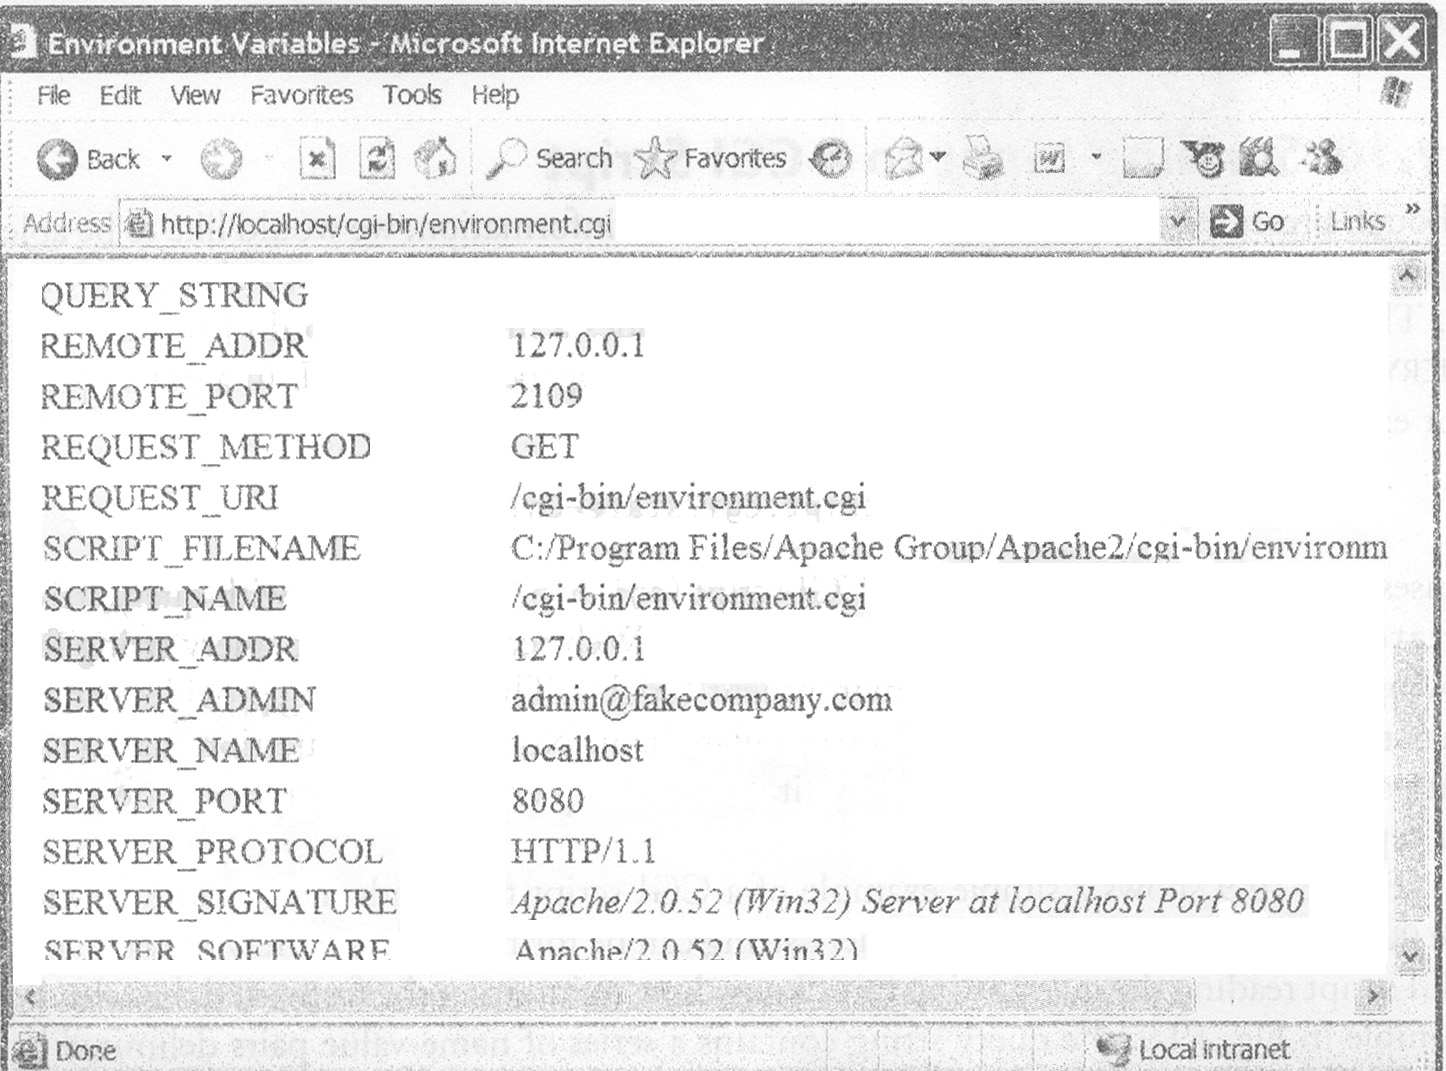 Environment Variables - Microsoft Internet Explorer
File Edit View Favorites Tools Help
Back Search Favorites
Address http://localhost/cgi-bin/environment.cgi Go Links »
QUERY_STRING
REMOTE_ADDR 127.0.0.1
REMOTE_PORT 2109
REQUEST_METHOD GET
REQUEST_URI /cgi-bin/environment.cgi
SCRIPT_FILENAME C:/Program Files/Apache Group/Apache2/cgi-bin/environm
SCRIPT_NAME /cgi-bin/environment.cgi
SERVER_ADDR 127.0.0.1
SERVER_ADMIN admin@fakecompany.com
SERVER_NAME localhost
SERVER_PORT 8080
SERVER_PROTOCOL HTTP/1.1
SERVER_SIGNATURE Apache/2.0.52 (Win32) Server at localhost Port 8080
SERVER_SOFTWARE Apache/2.0.52 (Win32)
Done Local intranet